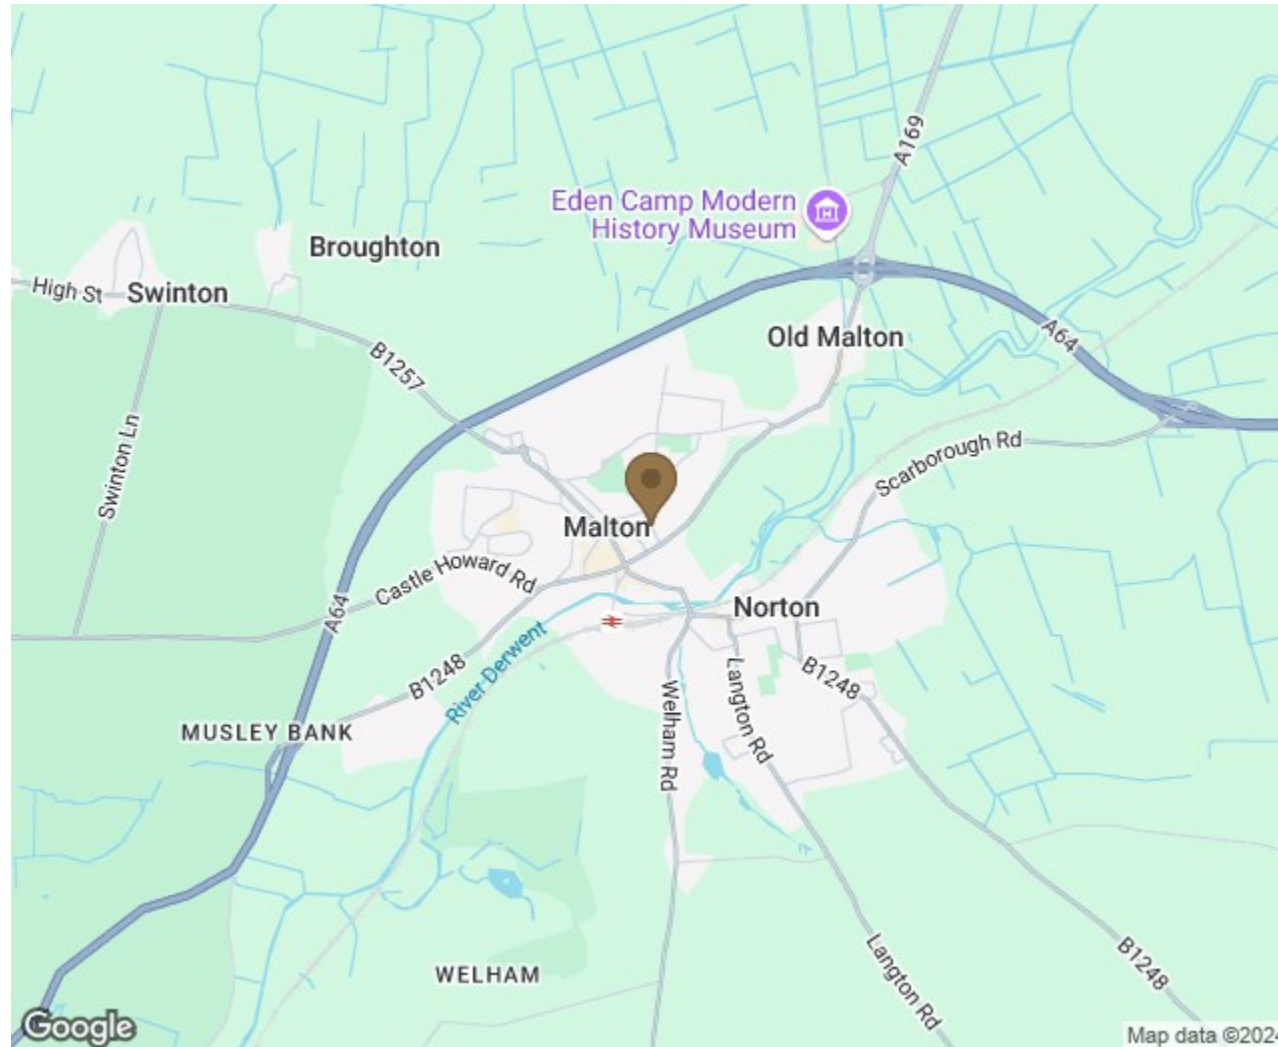 A169
Eden Camp Modern
History Museum
Broughton
High St
Swinton
Old Malton
A64
B1257
Swinton Ln
Scarborough Rd
Malton
Castle Howard Rd
A64
Norton
River Derwent
B1248
Langton Rd
B1248
Welham Rd
MUSLEY BANK
WELHAM
Langton Rd
B1248
Google
Map data ©2024